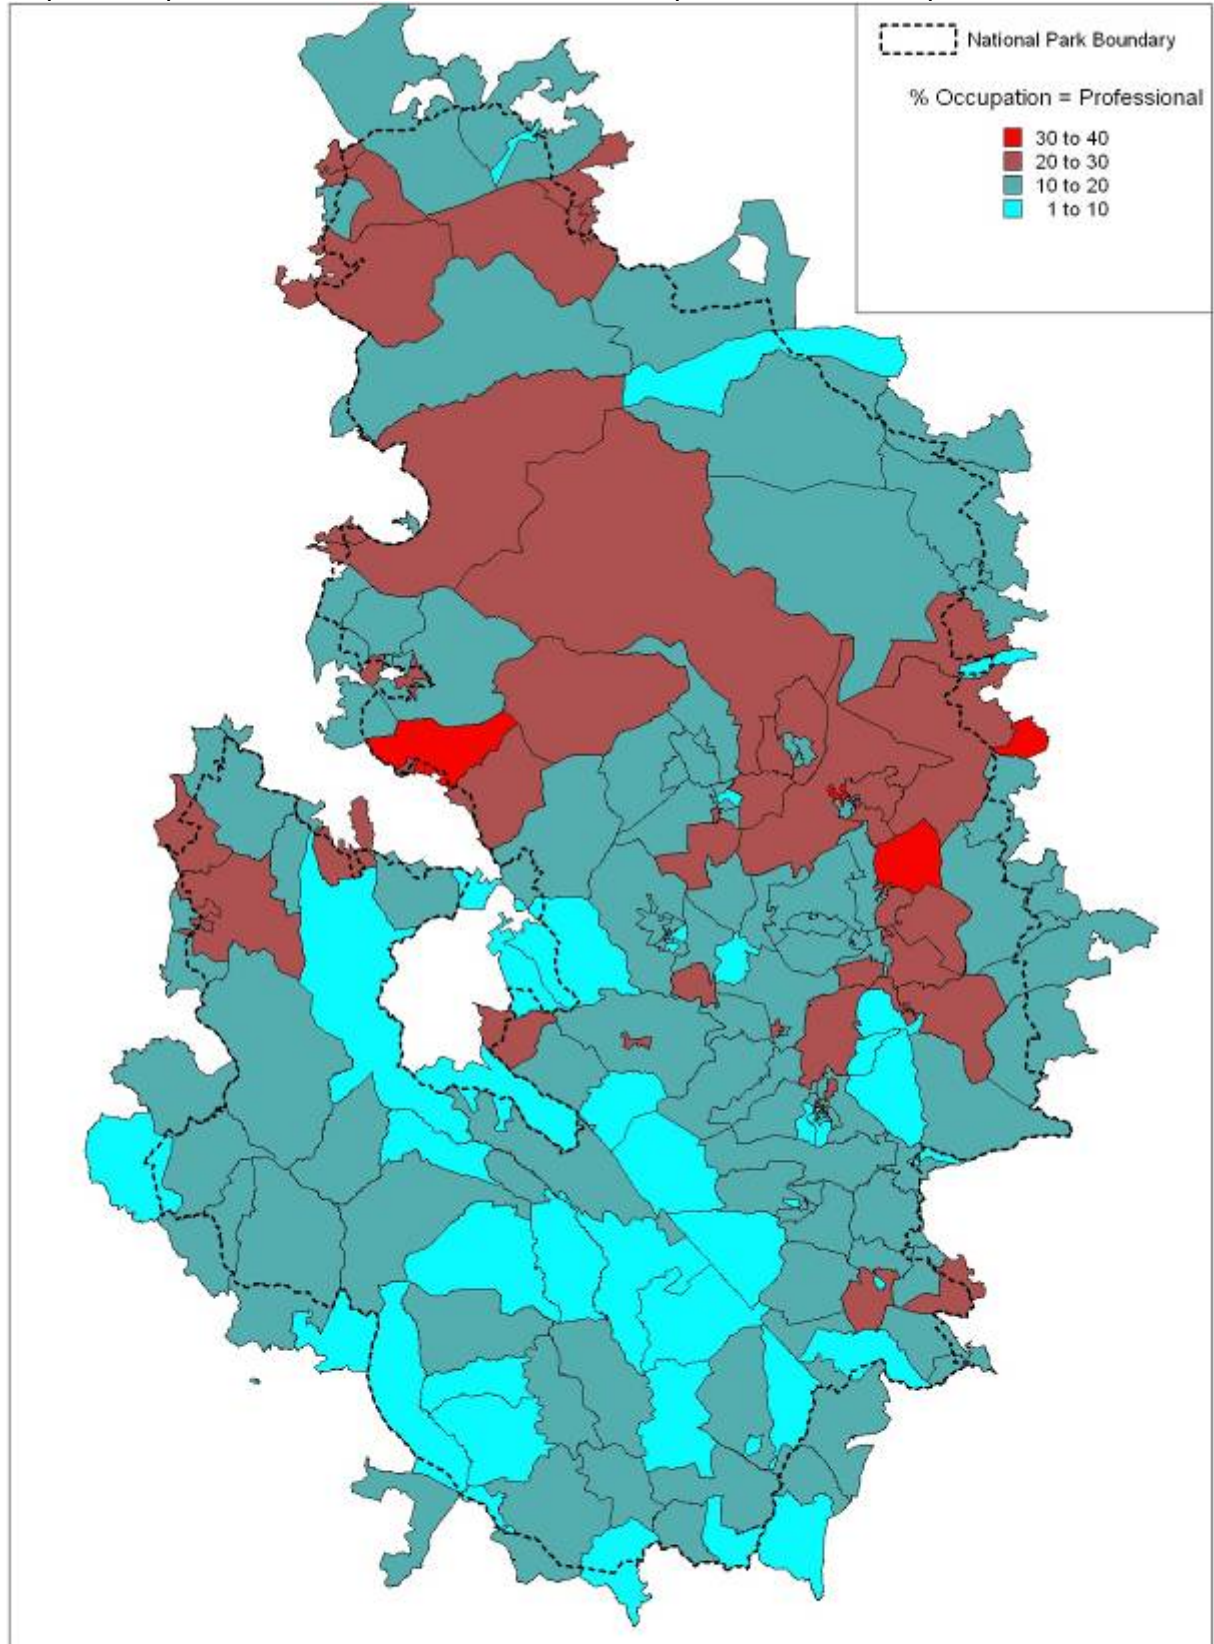 National Park Boundary
% Occupation = Professional
30 to 40
20 to 30
10 to 20
1 to 10